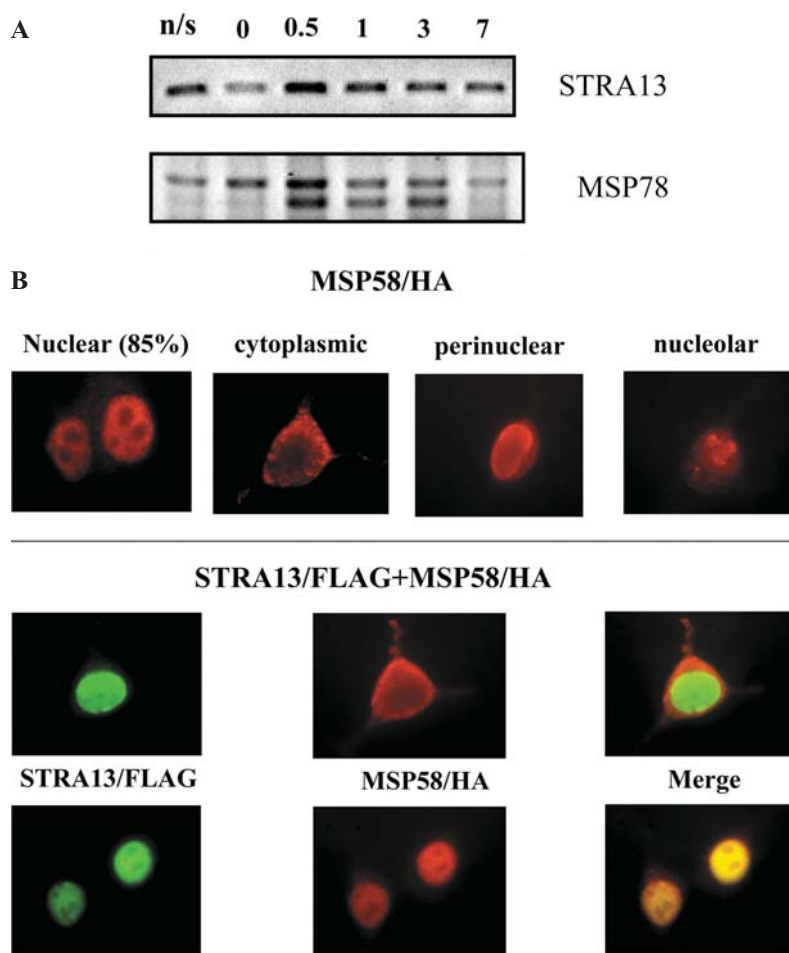 A
n/s 0 0.5 1 3 7
STRA13
MSP78
B
MSP58/HA
Nuclear (85%) cytoplasmic perinuclear nucleolar
STRA13/FLAG+MSP58/HA
STRA13/FLAG MSP58/HA Merge